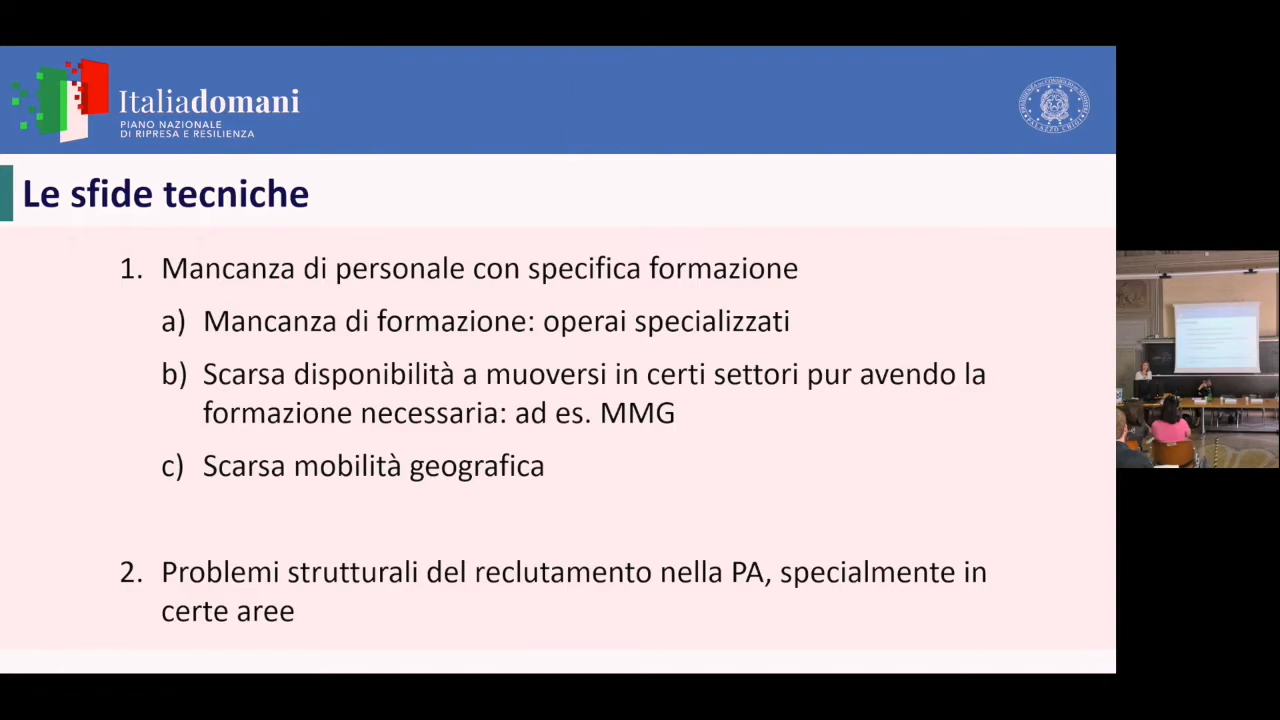 Italiadomani
PIANO NAZIONALE
DI RIPRESA E RESILIENZA
Le sfide tecniche
1. Mancanza di personale con specifica formazione
a) Mancanza di formazione: operai specializzati
b) Scarsa disponibilità a muoversi in certi settori pur avendo la
formazione necessaria: ad es. MMG
c) Scarsa mobilità geografica
2. Problemi strutturali del reclutamento nella PA, specialmente in
certe aree